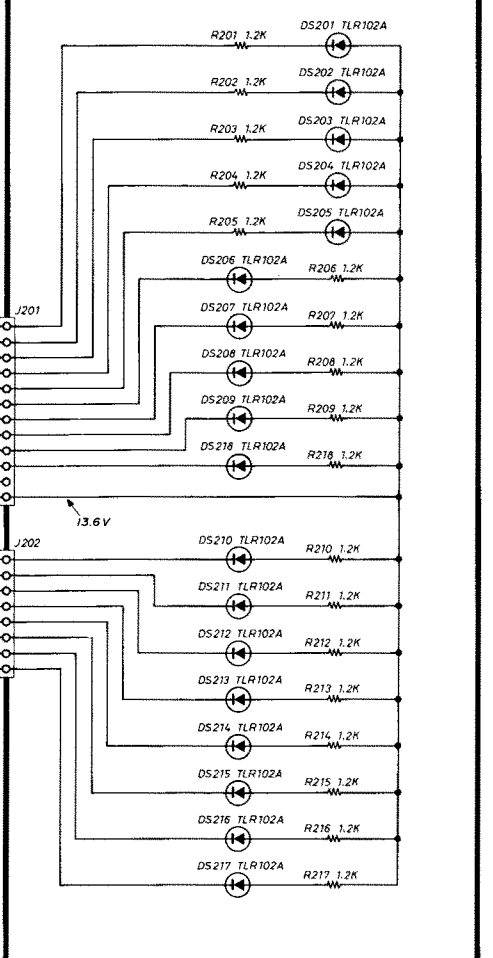 R201 1.2K DS201 TLR102A
R202 1.2K DS202 TLR102A
R203 1.2K DS203 TLR102A
R204 1.2K DS204 TLR102A
R205 1.2K DS205 TLR102A
DS206 TLR102A R206 1.2K
J201
DS207 TLR102A R207 1.2K
DS208 TLR102A R208 1.2K
DS209 TLR102A R209 1.2K
DS218 TLR102A R218 1.2K
13.6V
J202
DS210 TLR102A R210 1.2K
DS211 TLR102A R211 1.2K
DS212 TLR102A R212 1.2K
DS213 TLR102A R213 1.2K
DS214 TLR102A R214 1.2K
DS215 TLR102A R215 1.2K
DS216 TLR102A R216 1.2K
DS217 TLR102A R217 1.2K